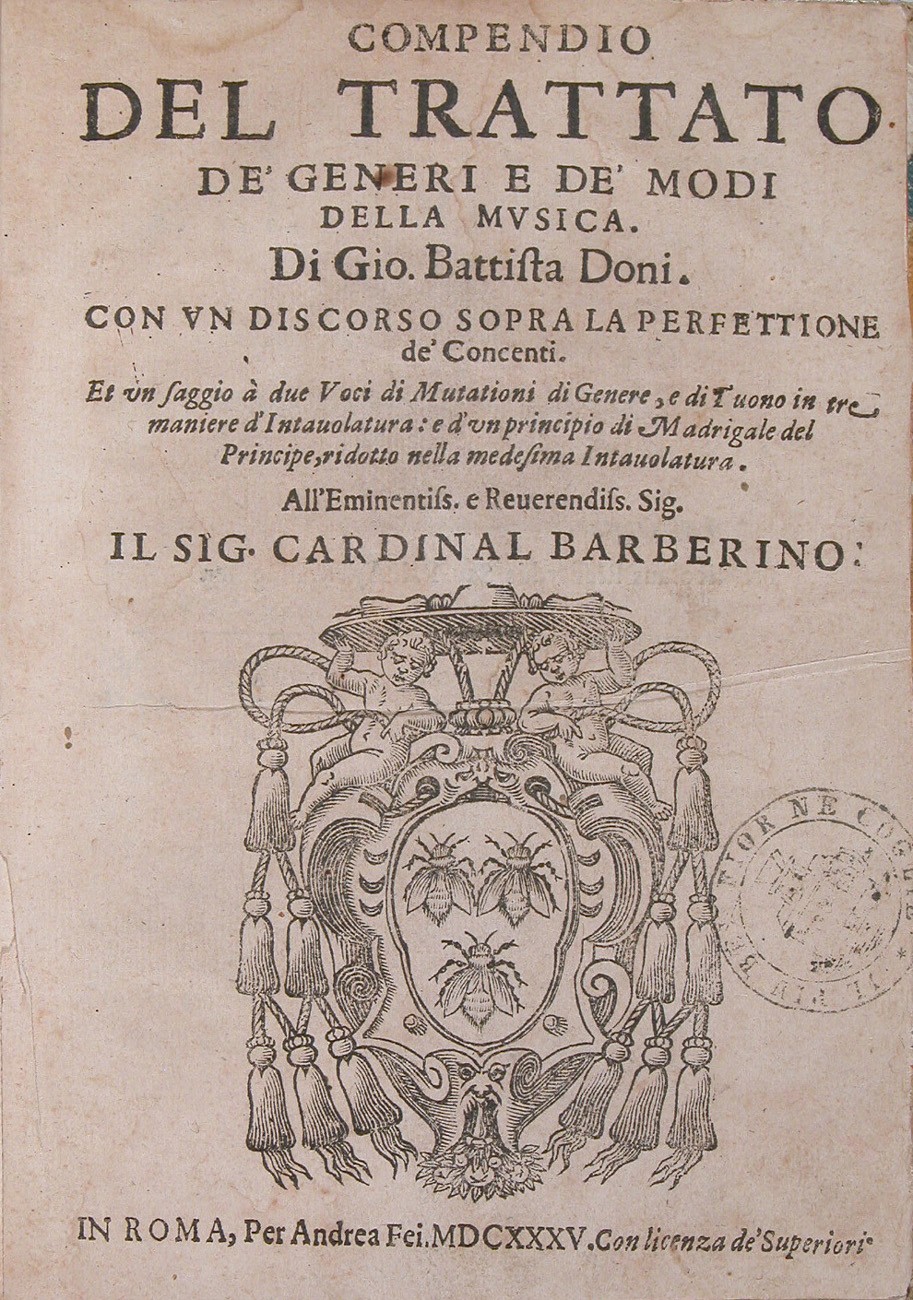 COMPENDIO
DEL TRATTATO
DE' GENERI E DE' MODI
DELLA MVSICA.
Di Gio. Battiſta Doni.
CON VN DISCORSO SOPRA LA PERFETTIONE
de' Concenti.
Et vn ſaggio à due Voci di Mutationi di Genere, e di Tuono in tre
maniere d'Intauolatura: e d'vn principio di Madrigale del
Principe, ridotto nella medeſima Intauolatura.
All'Eminentiſs. e Reuerendiſs. Sig.
IL SIG. CARDINAL BARBERINO.
IN ROMA, Per Andrea Fei. MDCXXXV. Con licenza de' Superiori.